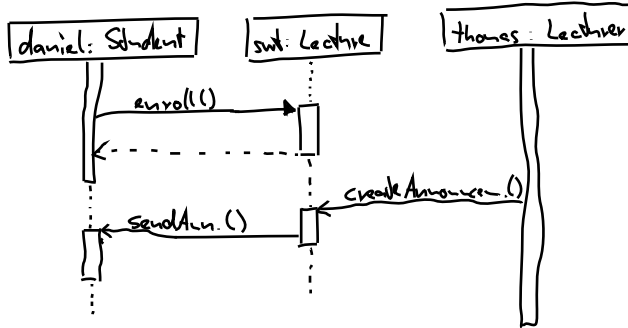 daniel: Student
swt: Lecture
thomas: Lecturer
enroll()
createAnnouncem.()
sendAnn.()